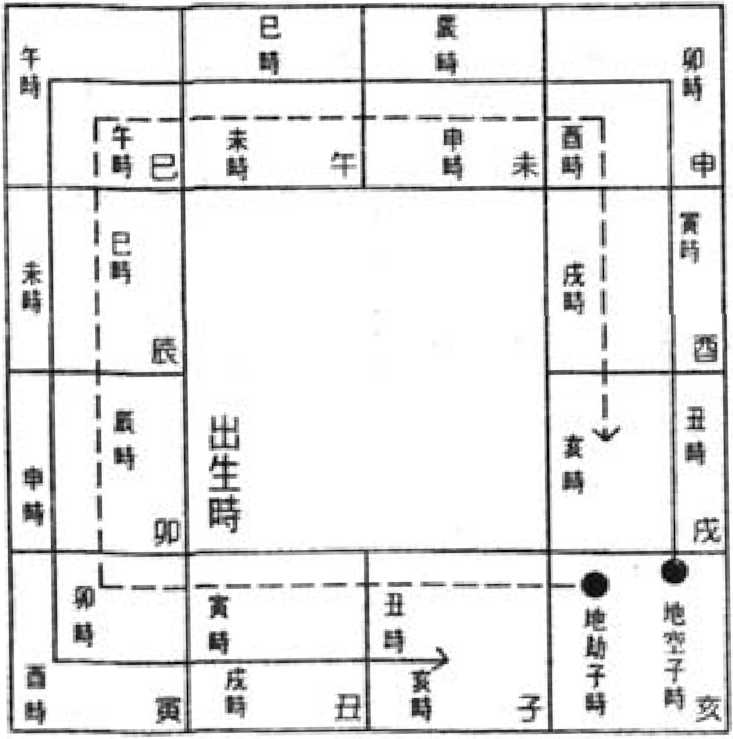 午時
午時
巳
巳時
未時
午
辰時
申時
未
卯時
酉時
申
未時
巳時
辰
寅時
戌時
酉
申時
辰時
卯
出生時
丑時
亥時
戌
卯時
酉時
寅
寅時
戌時
丑
丑時
亥時
子
地劫子時
地空子時
亥